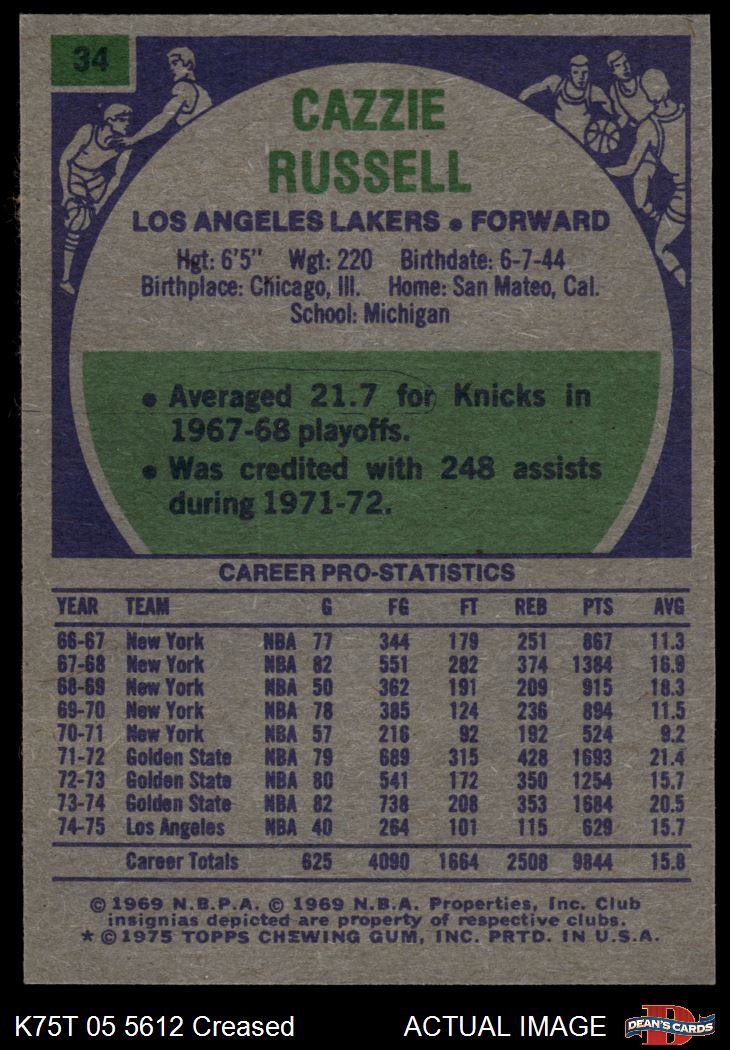 34
CAZZIE
RUSSELL
LOS ANGELES LAKERS • FORWARD
Hgt: 6'5" Wgt: 220 Birthdate: 6-7-44
Birthplace: Chicago, Ill. Home: San Mateo, Cal.
School: Michigan
• Averaged 21.7 for Knicks in
1967-68 playoffs.
• Was credited with 248 assists
during 1971-72.
CAREER PRO-STATISTICS
YEAR TEAM G FG FT REB PTS AVG
66-67 New York NBA 77 344 179 251 867 11.3
67-68 New York NBA 82 551 282 374 1384 16.9
68-69 New York NBA 50 362 191 209 915 18.3
69-70 New York NBA 78 385 124 236 894 11.5
70-71 New York NBA 57 216 92 192 524 9.2
71-72 Golden State NBA 79 689 315 428 1693 21.4
72-73 Golden State NBA 80 541 172 350 1254 15.7
73-74 Golden State NBA 82 738 208 353 1684 20.5
74-75 Los Angeles NBA 40 264 101 115 629 15.7
Career Totals 625 4090 1664 2508 9844 15.8
© 1969 N.B.P.A. © 1969 N.B.A. Properties, Inc. Club
insignias depicted are property of respective clubs.
* © 1975 TOPPS CHEWING GUM, INC. PRTD. IN U.S.A.
K75T 05 5612 Creased ACTUAL IMAGE
D
DEAN'S CARDS